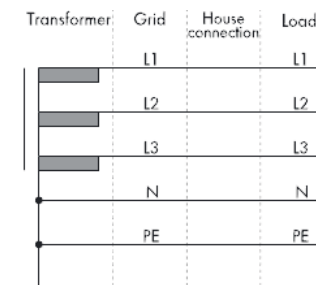 Transformer Grid House connection Load
L1 L1
L2 L2
L3 L3
N N
PE PE